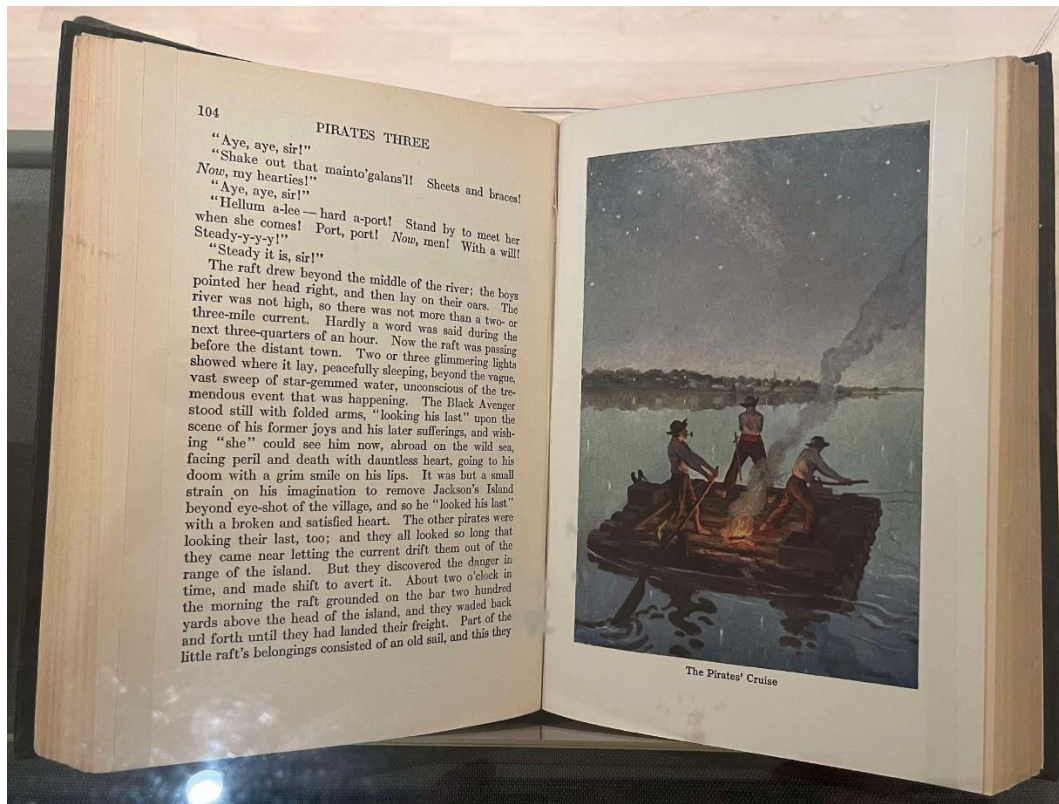 104
PIRATES THREE
"Aye, aye, sir!"
"Shake out that mainto'galans'l! Sheets and braces!
Now, my hearties!"
"Aye, aye, sir!"
"Hellum a-lee — hard a-port! Stand by to meet her
when she comes! Port, port! Now, men! With a will!
Steady-y-y-y!"
"Steady it is, sir!"
The raft drew beyond the middle of the river; the boys
pointed her head right, and then lay on their oars. The
river was not high, so there was not more than a two- or
three-mile current. Hardly a word was said during the
next three-quarters of an hour. Now the raft was passing
before the distant town. Two or three glimmering lights
showed where it lay, peacefully sleeping, beyond the vague,
vast sweep of star-gemmed water, unconscious of the tre-
mendous event that was happening. The Black Avenger
stood still with folded arms, "looking his last" upon the
scene of his former joys and his later sufferings, and wish-
ing "she" could see him now, abroad on the wild sea,
facing peril and death with dauntless heart, going to his
doom with a grim smile on his lips. It was but a small
strain on his imagination to remove Jackson's Island
beyond eye-shot of the village, and so he "looked his last"
with a broken and satisfied heart. The other pirates were
looking their last, too; and they all looked so long that
they came near letting the current drift them out of the
range of the island. But they discovered the danger in
time, and made shift to avert it. About two o'clock in
the morning the raft grounded on the bar two hundred
yards above the head of the island, and they waded back
and forth until they had landed their freight. Part of the
little raft's belongings consisted of an old sail, and this they
The Pirates' Cruise